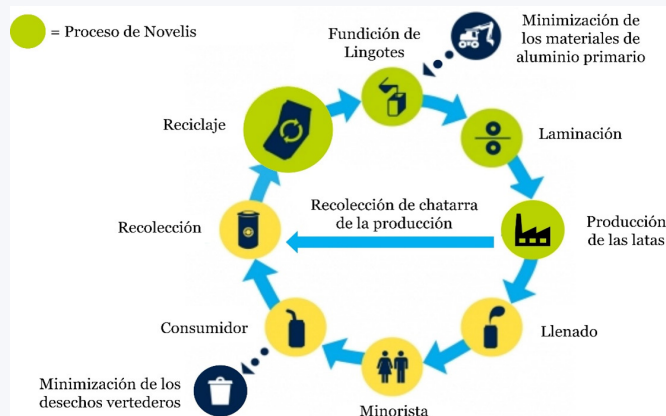 = Proceso de Novelis
Fundición de
Lingotes
Minimización de
los materiales de
aluminio primario
Reciclaje
Laminación
Recolección
Recolección de chatarra
de la producción
Producción
de las latas
Consumidor
Llenado
Minimización de los
desechos vertederos
Minorista